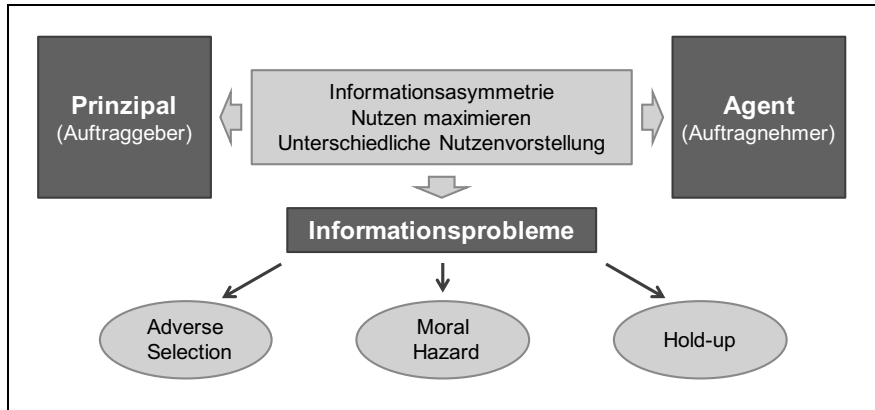 Prinzipal
(Auftraggeber)
Informationsasymmetrie
Nutzen maximieren
Unterschiedliche Nutzenvorstellung
Agent
(Auftragnehmer)
Informationsprobleme
Adverse
Selection
Moral
Hazard
Hold-up